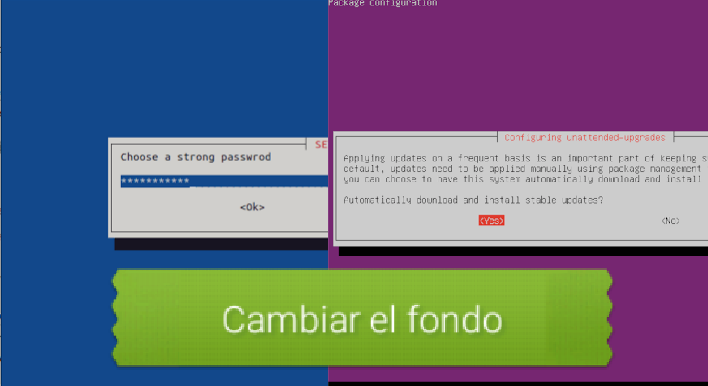 Package configuration
SE
Choose a strong passwrod
***********
<Ok>
Configuring unattended-upgrades
Applying updates on a frequent basis is an important part of keeping s
default, updates need to be applied manually using package management
you can choose to have this system automatically download and install
Automatically download and install stable updates?
<Yes> <No>
Cambiar el fondo